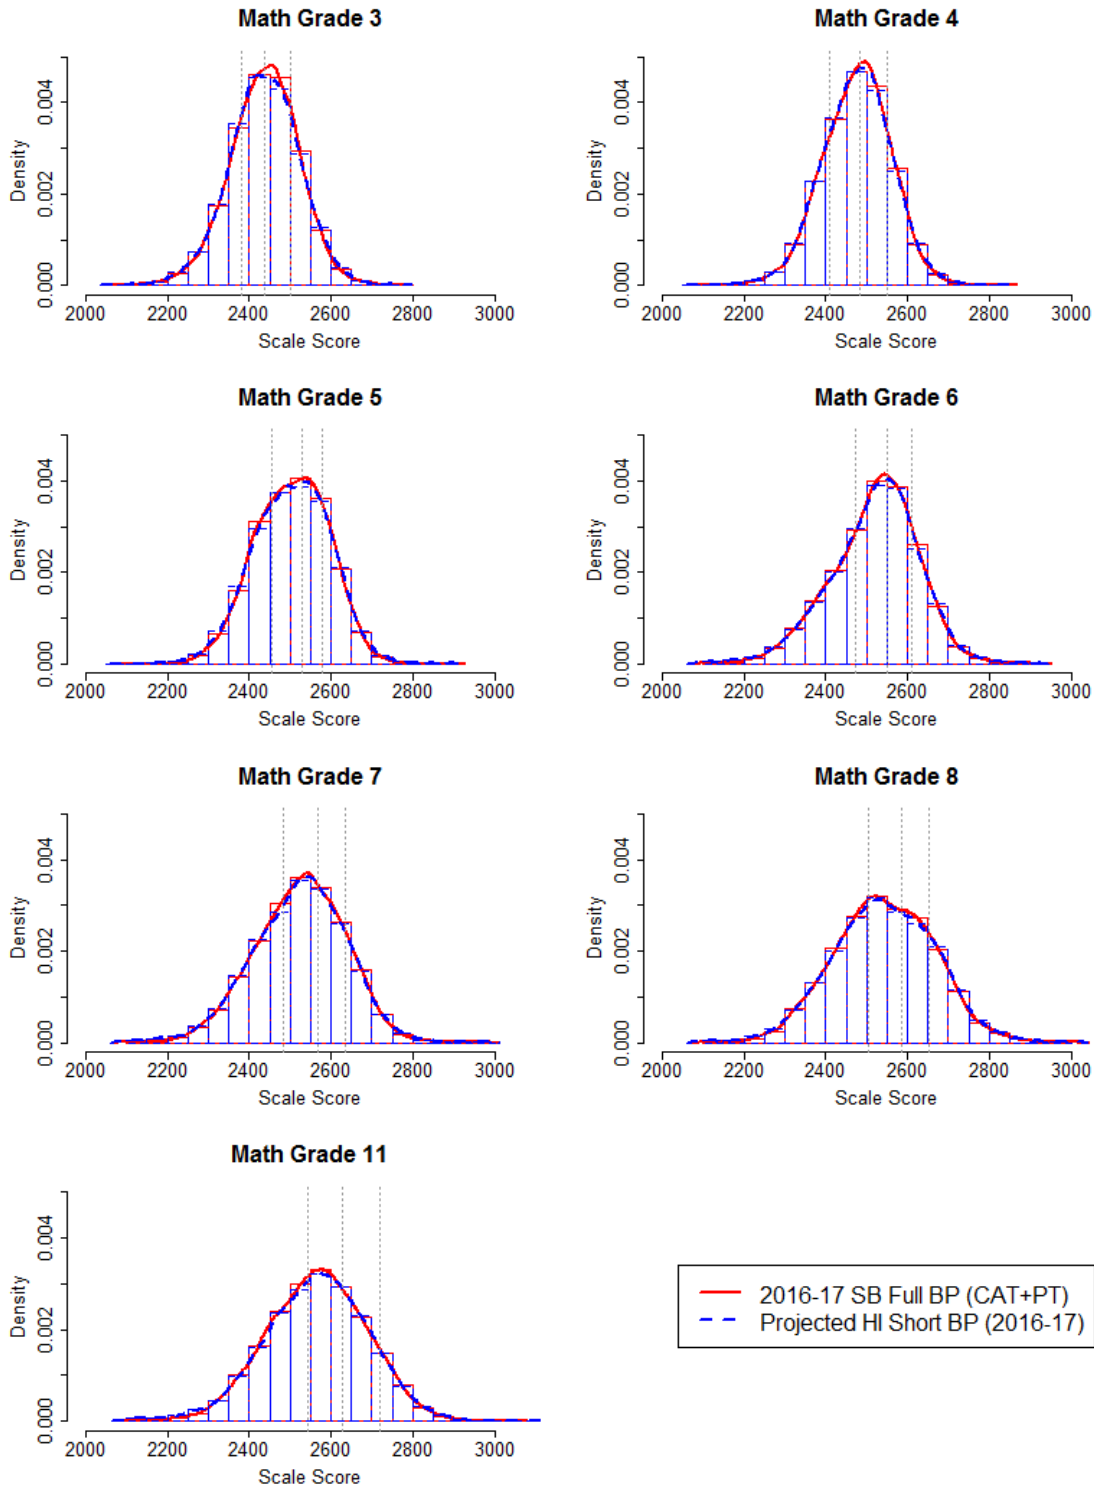 Math Grade 3
Density
0.000 0.002 0.004
2000 2200 2400 2600 2800 3000
Scale Score
Math Grade 4
Density
0.000 0.002 0.004
2000 2200 2400 2600 2800 3000
Scale Score
Math Grade 5
Density
0.000 0.002 0.004
2000 2200 2400 2600 2800 3000
Scale Score
Math Grade 6
Density
0.000 0.002 0.004
2000 2200 2400 2600 2800 3000
Scale Score
Math Grade 7
Density
0.000 0.002 0.004
2000 2200 2400 2600 2800 3000
Scale Score
Math Grade 8
Density
0.000 0.002 0.004
2000 2200 2400 2600 2800 3000
Scale Score
Math Grade 11
Density
0.000 0.002 0.004
2000 2200 2400 2600 2800 3000
Scale Score
2016-17 SB Full BP (CAT+PT)
Projected HI Short BP (2016-17)